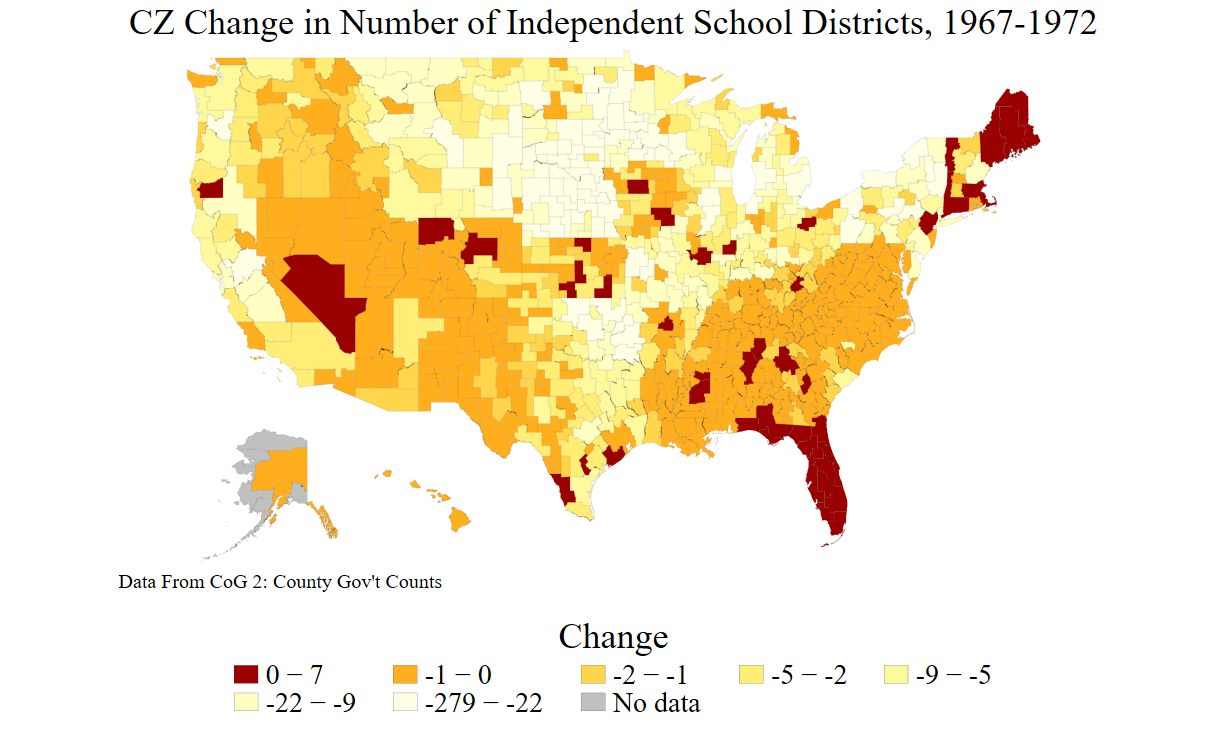 CZ Change in Number of Independent School Districts, 1967-1972
Data From CoG 2: County Gov't Counts
Change
0 − 7 -1 − 0 -2 − -1 -5 − -2 -9 − -5
-22 − -9 -279 − -22 No data